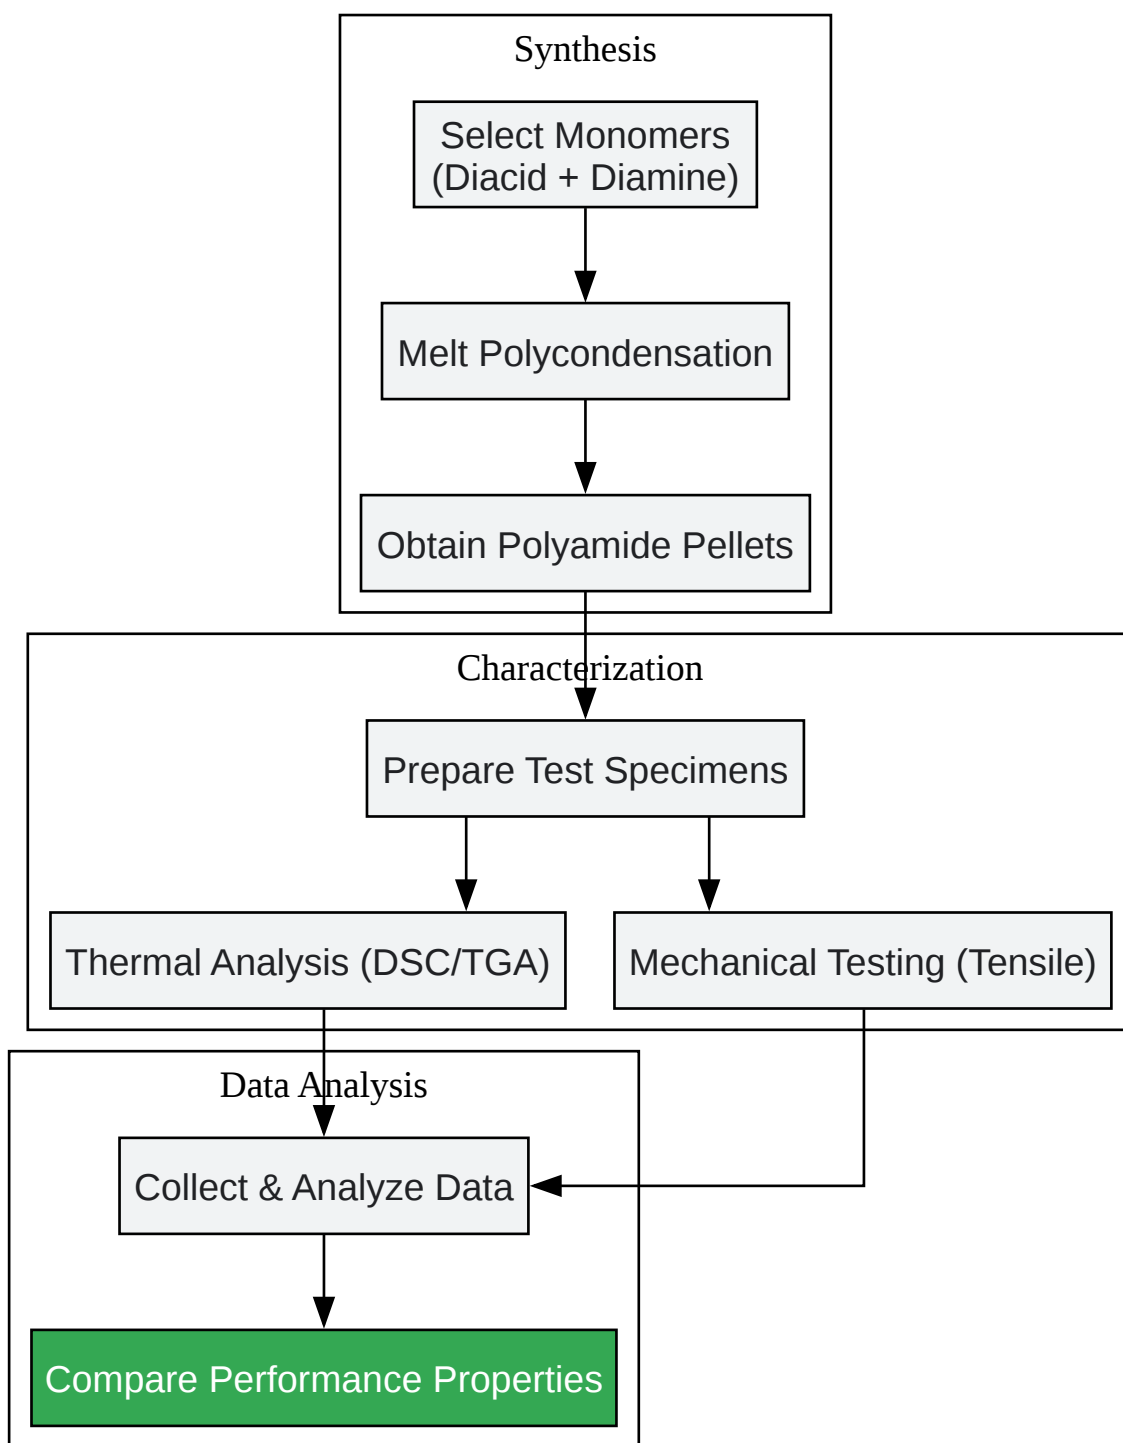 Synthesis
Select Monomers
(Diacid + Diamine)
Melt Polycondensation
Obtain Polyamide Pellets
Characterization
Prepare Test Specimens
Thermal Analysis (DSC/TGA)
Mechanical Testing (Tensile)
Data Analysis
Collect & Analyze Data
Compare Performance Properties